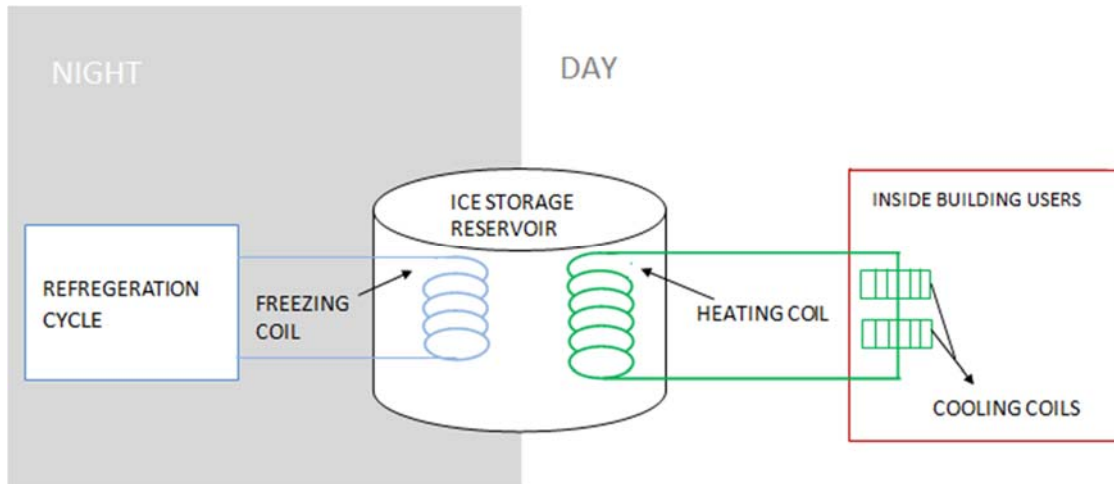 NIGHT
DAY
ICE STORAGE
RESERVOIR
INSIDE BUILDING USERS
REFREGERATION
CYCLE
FREEZING
COIL
HEATING COIL
COOLING COILS